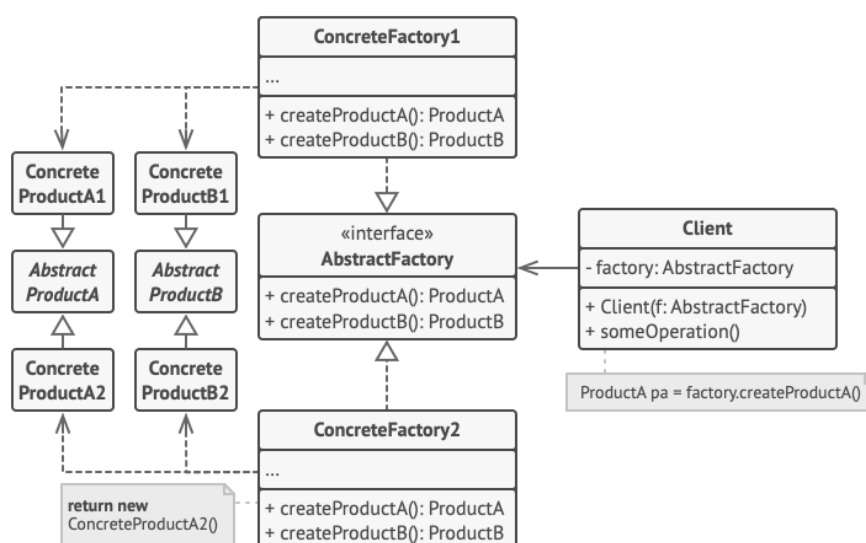 ConcreteFactory1
...
+ createProductA(): ProductA
+ createProductB(): ProductB
Concrete
ProductA1
Concrete
ProductB1
Abstract
ProductA
Abstract
ProductB
Concrete
ProductA2
Concrete
ProductB2
«interface»
AbstractFactory
+ createProductA(): ProductA
+ createProductB(): ProductB
Client
- factory: AbstractFactory
+ Client(f: AbstractFactory)
+ someOperation()
ProductA pa = factory.createProductA()
ConcreteFactory2
...
+ createProductA(): ProductA
+ createProductB(): ProductB
return new
ConcreteProductA2()